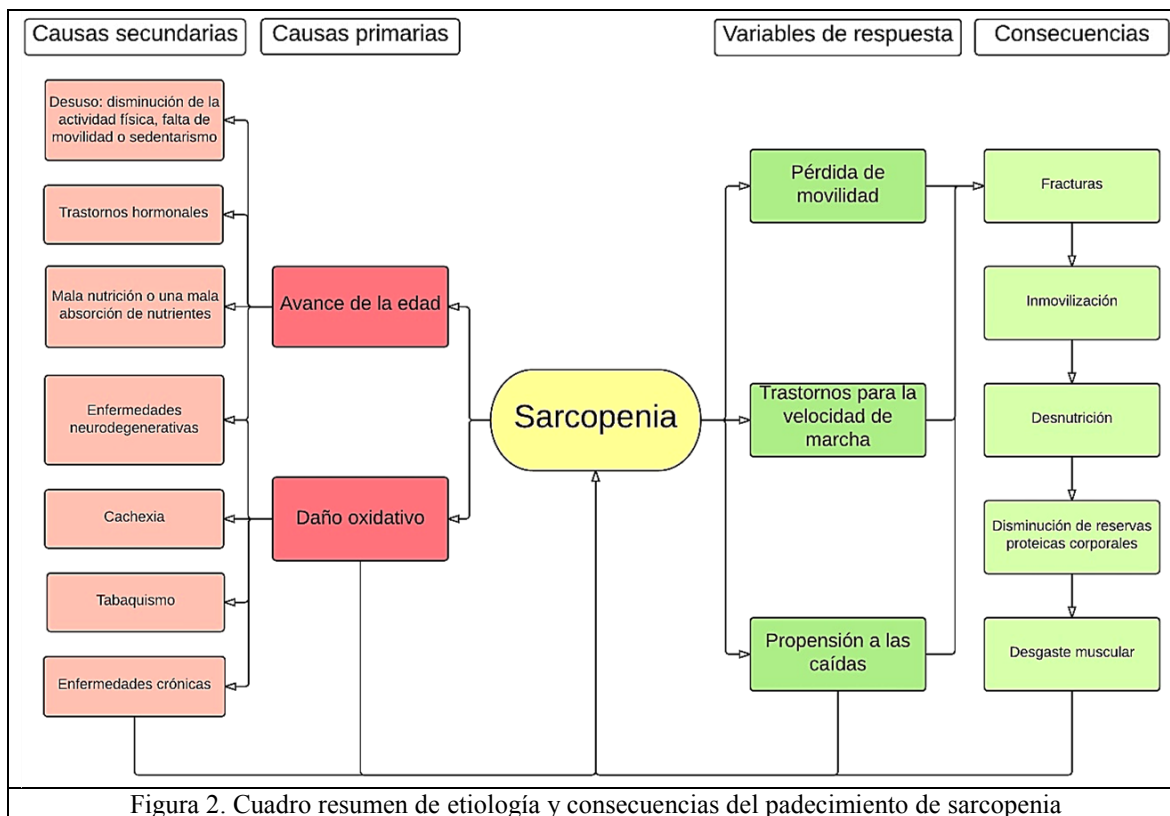 Causas secundarias
Causas primarias
Variables de respuesta
Consecuencias
Desuso: disminución de la
actividad física, falta de
movilidad o sedentarismo
Trastornos hormonales
Mala nutrición o una mala
absorción de nutrientes
Enfermedades
neurodegenerativas
Cachexia
Tabaquismo
Enfermedades crónicas
Avance de la edad
Daño oxidativo
Sarcopenia
Pérdida de
movilidad
Trastornos para la
velocidad de
marcha
Propensión a las
caídas
Fracturas
Inmovilización
Desnutrición
Disminución de reservas
proteicas corporales
Desgaste muscular
Figura 2. Cuadro resumen de etiología y consecuencias del padecimiento de sarcopenia